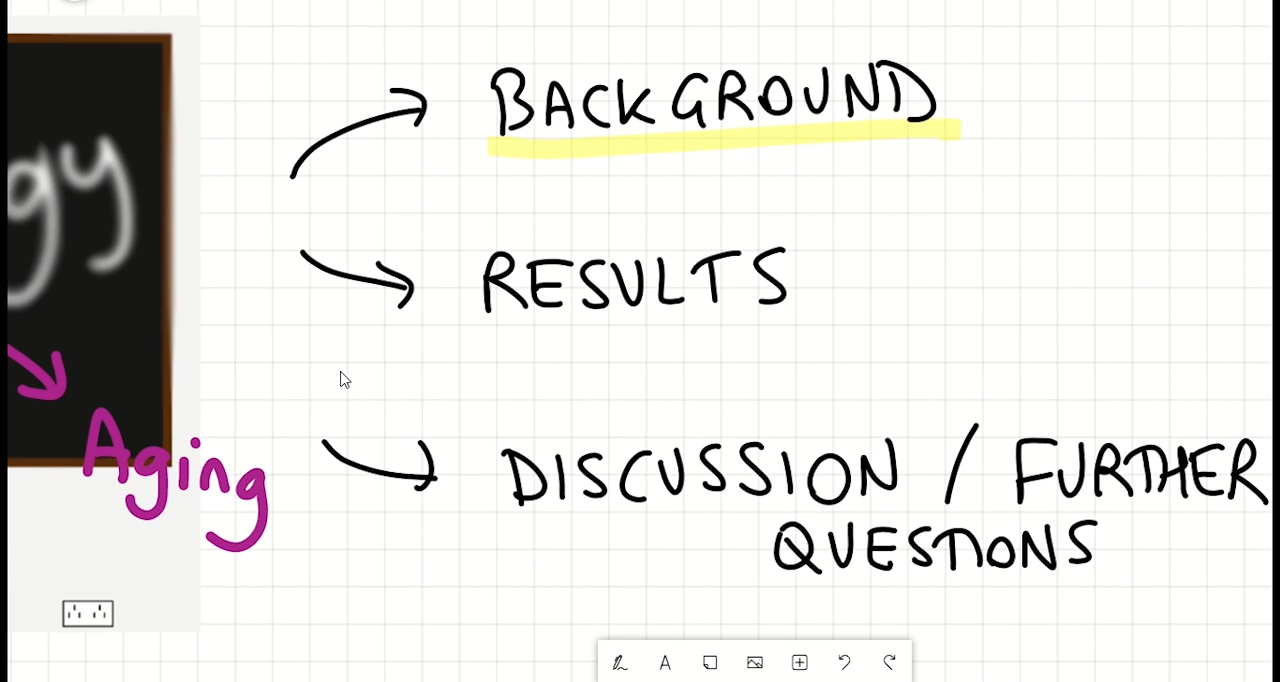 BACKGROUND
gy
RESULTS
Aging
DISCUSSION / FURTHER
QUESTIONS
A